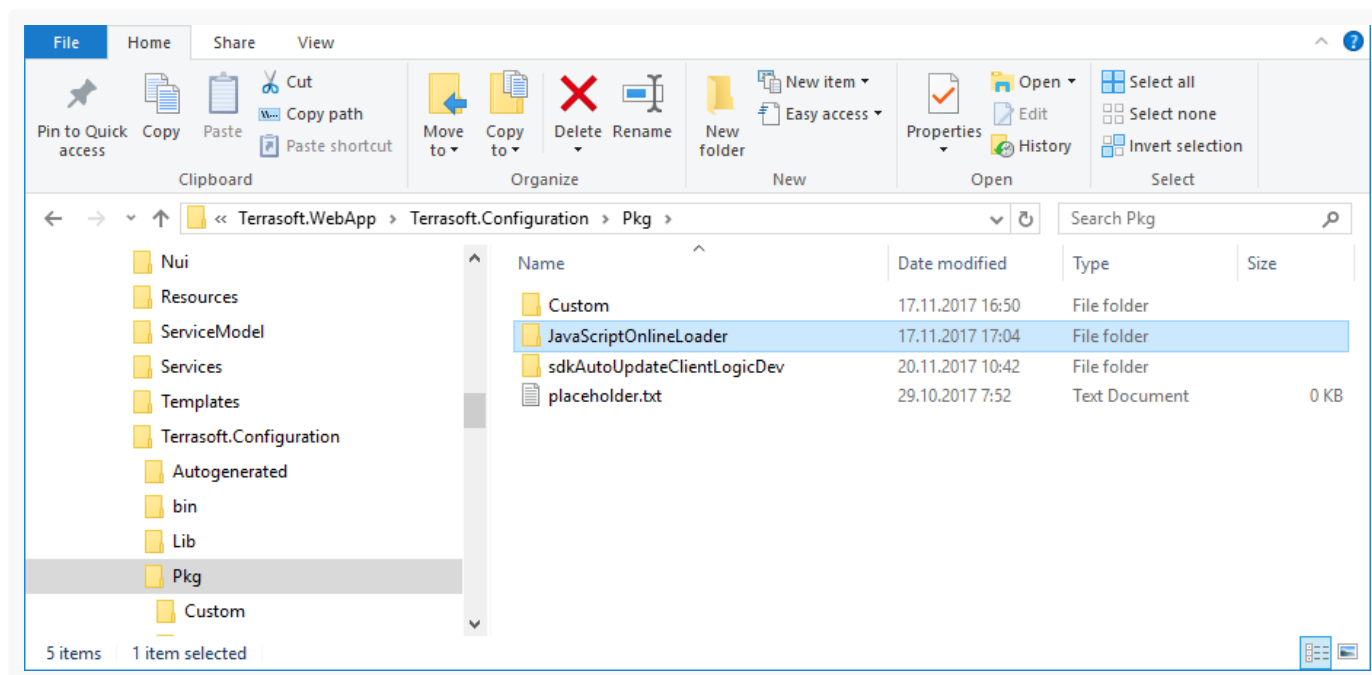 File Home Share View
Pin to Quick access
Copy
Paste
Cut
Copy path
Paste shortcut
Clipboard
Move to
Copy to
Delete
Rename
Organize
New folder
New item
Easy access
New
Properties
Open
Edit
History
Open
Select all
Select none
Invert selection
Select
« Terrasoft.WebApp > Terrasoft.Configuration > Pkg >
Search Pkg
Nui
Resources
ServiceModel
Services
Templates
Terrasoft.Configuration
Autogenerated
bin
Lib
Pkg
Custom
Name Date modified Type Size
Custom 17.11.2017 16:50 File folder
JavaScriptOnlineLoader 17.11.2017 17:04 File folder
sdkAutoUpdateClientLogicDev 20.11.2017 10:42 File folder
placeholder.txt 29.10.2017 7:52 Text Document 0 KB
5 items 1 item selected